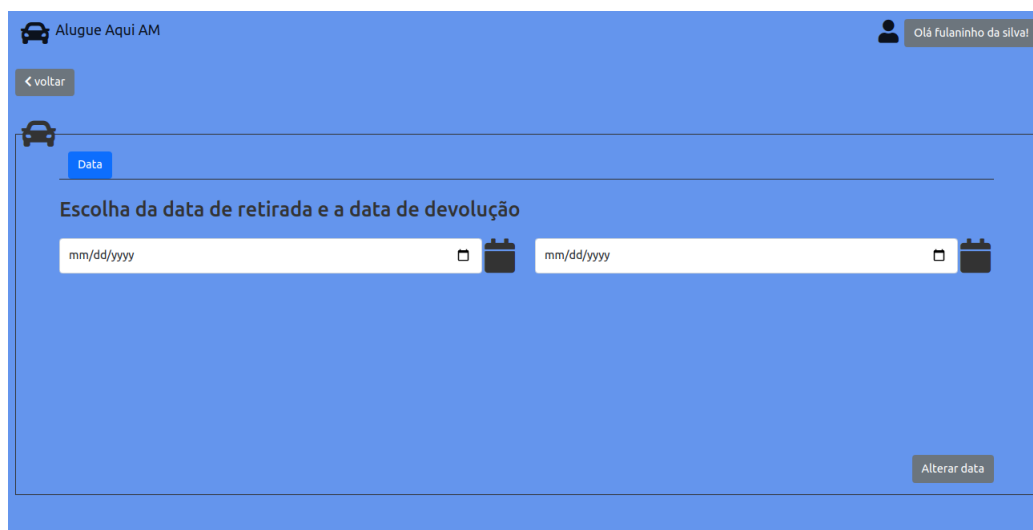 Alugue Aqui AM
Olá fulaninho da silva!
voltar
Data
Escolha da data de retirada e a data de devolução
mm/dd/yyyy
mm/dd/yyyy
Alterar data